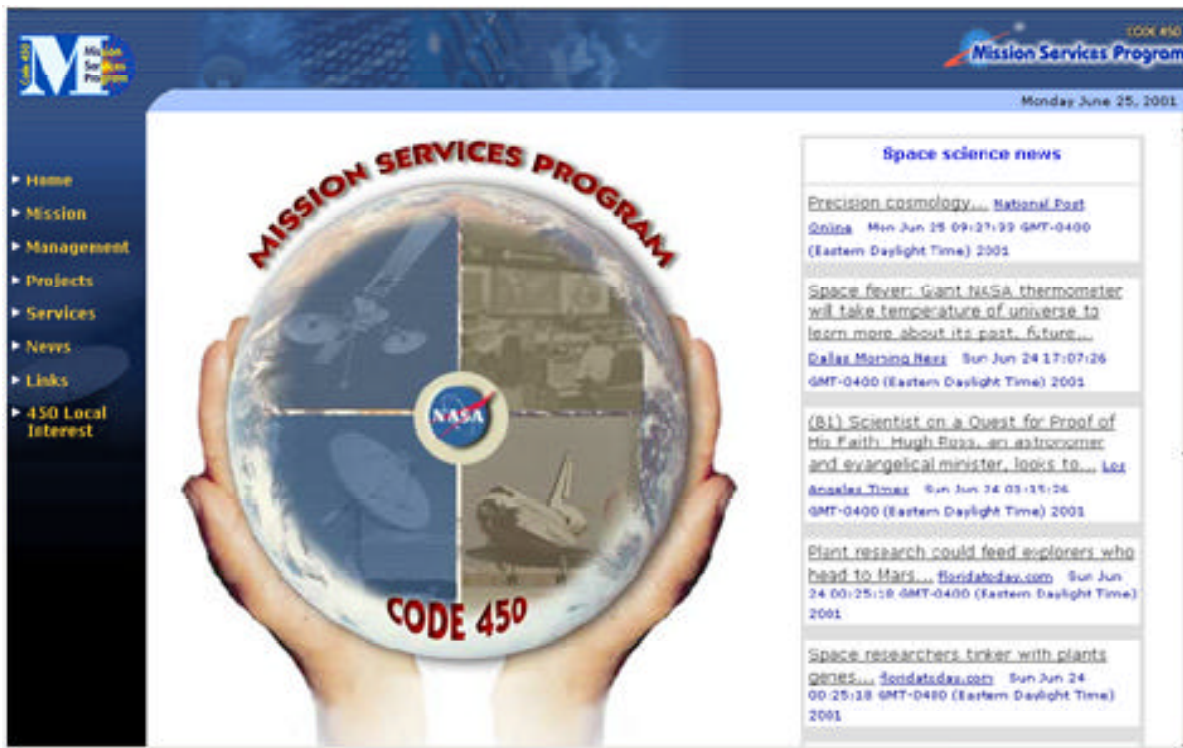 Code 450
Mission
Services
Program
CODE 450
Mission Services Program
Monday June 25, 2001
Home
Mission
Management
Projects
Services
News
Links
450 Local
Interest
MISSION SERVICES PROGRAM
NASA
CODE 450
Space science news
Precision cosmology... National Post
Online Mon Jun 25 09:27:33 GMT-0400
(Eastern Daylight Time) 2001
Space fever: Giant NASA thermometer
will take temperature of universe to
learn more about its past, future...
Dallas Morning News Sun Jun 24 17:07:26
GMT-0400 (Eastern Daylight Time) 2001
(B1) Scientist on a Quest for Proof of
His Faith Hugh Ross, an astronomer
and evangelical minister, looks to... Los
Angeles Times Sun Jun 24
GMT-0400 (Eastern Daylight Time) 2001
Plant research could feed explorers who
head to Mars... floridatoday.com Sun Jun
24 00:25:18 GMT-0400 (Eastern Daylight Time)
2001
Space researchers tinker with plants
genes... floridatoday.com Sun Jun 24
00:25:18 GMT-0400 (Eastern Daylight Time)
2001